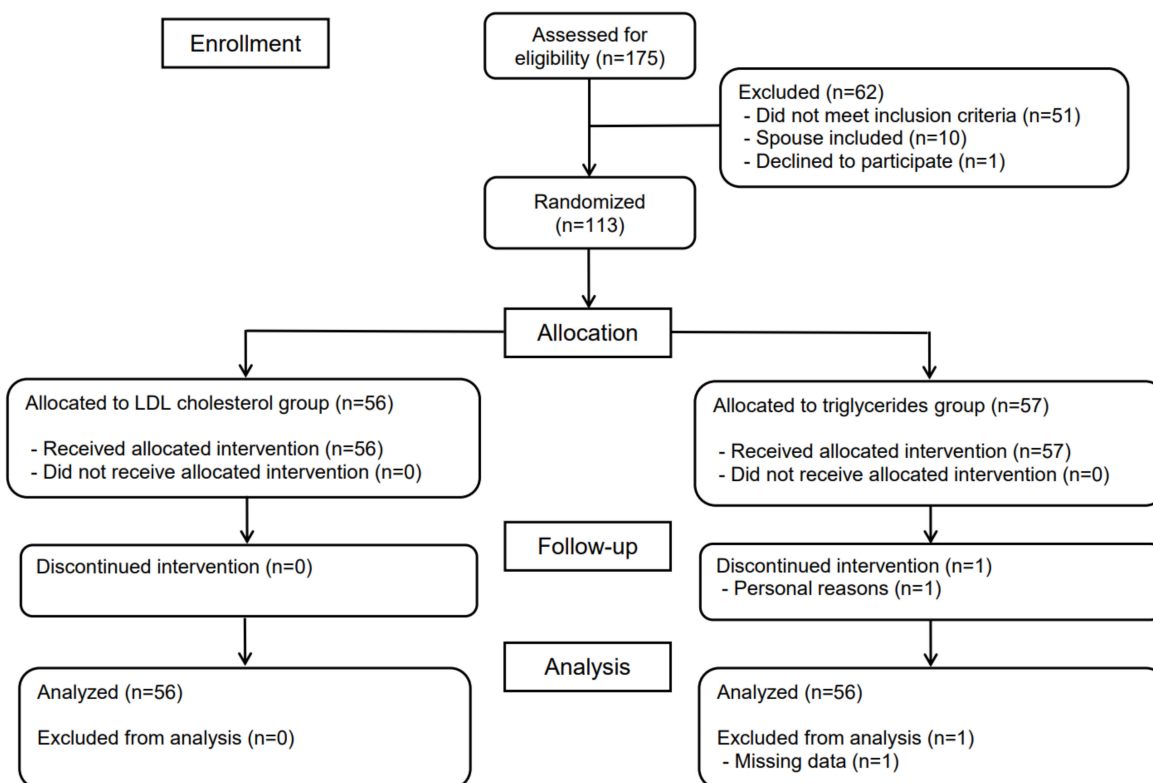 Enrollment
Assessed for
eligibility (n=175)
Excluded (n=62)
- Did not meet inclusion criteria (n=51)
- Spouse included (n=10)
- Declined to participate (n=1)
Randomized
(n=113)
Allocation
Allocated to LDL cholesterol group (n=56)
- Received allocated intervention (n=56)
- Did not receive allocated intervention (n=0)
Allocated to triglycerides group (n=57)
- Received allocated intervention (n=57)
- Did not receive allocated intervention (n=0)
Follow-up
Discontinued intervention (n=0)
Discontinued intervention (n=1)
- Personal reasons (n=1)
Analysis
Analyzed (n=56)
Excluded from analysis (n=0)
Analyzed (n=56)
Excluded from analysis (n=1)
- Missing data (n=1)